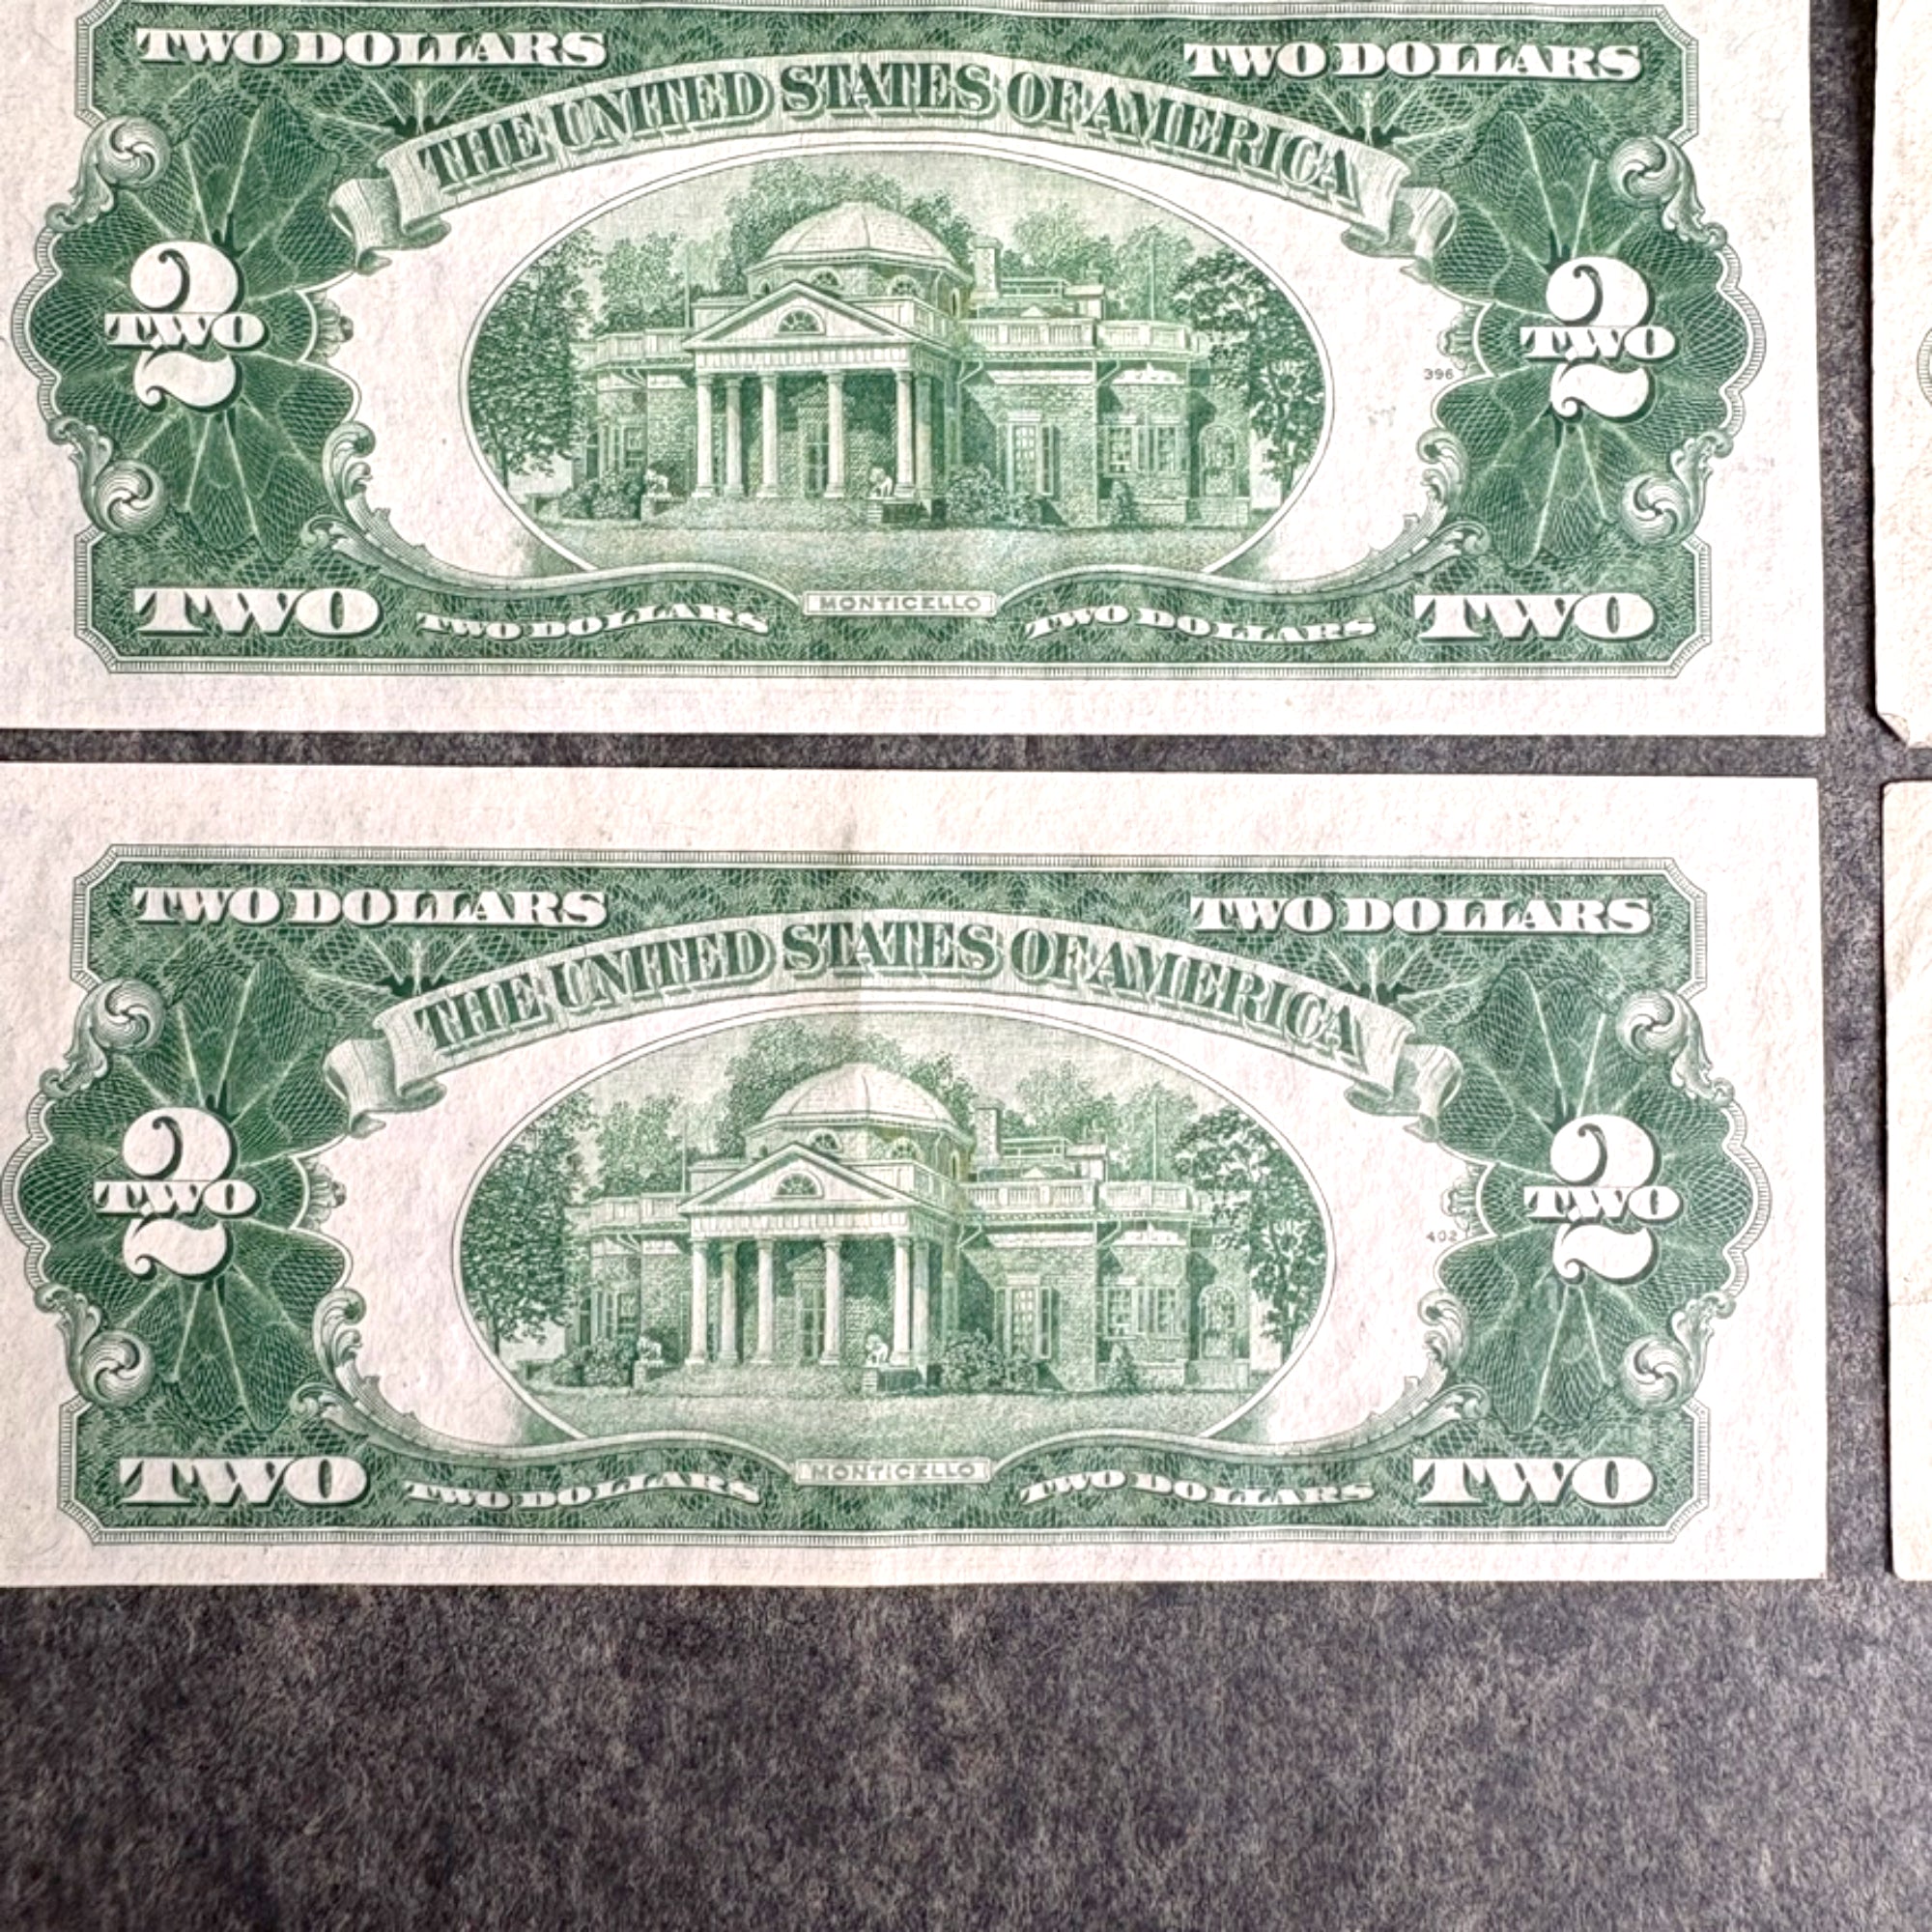 TWO DOLLARS TWO DOLLARS
THE UNITED STATES OF AMERICA
2 TWO 2 TWO
396
MONTICELLO
TWO TWO DOLLARS TWO DOLLARS TWO
TWO DOLLARS TWO DOLLARS
THE UNITED STATES OF AMERICA
2 TWO 2 TWO
402
MONTICELLO
TWO TWO DOLLARS TWO DOLLARS TWO